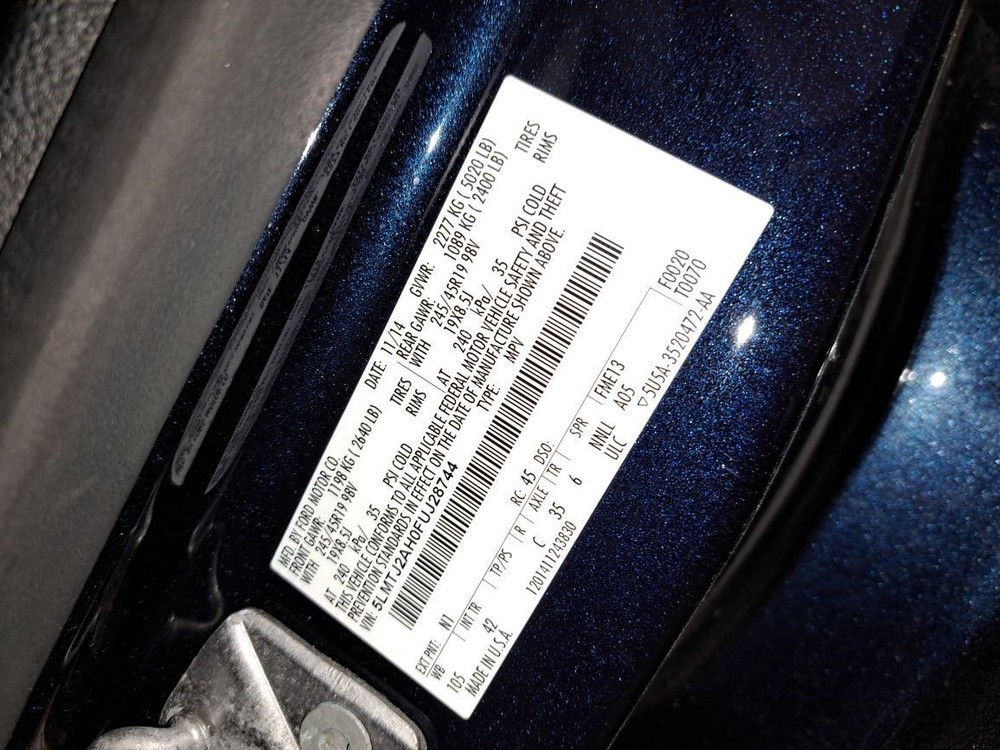 MFD. BY FORD MOTOR CO.
DATE: 11/14 GVWR: 2277 KG ( 5020 LB)
FRONT GAWR: 1198 KG ( 2640 LB) REAR GAWR: 1089 KG ( 2400 LB)
WITH 245/45R19 98V TIRES WITH 245/45R19 98V TIRES
19X8.5J RIMS 19X8.5J RIMS
AT 240 kPa/ 35 PSI COLD AT 240 kPa/ 35 PSI COLD
THIS VEHICLE CONFORMS TO ALL APPLICABLE FEDERAL MOTOR VEHICLE SAFETY AND THEFT
PREVENTION STANDARDS IN EFFECT ON THE DATE OF MANUFACTURE SHOWN ABOVE.
VIN: 5LMTJ2AH0FUJ28744 TYPE: MPV
EXT PNT: N1 RC: 45 DSO: F0020
WB INT TR TP/PS R AXLE TR SPR FME13 T0070
105 42 C 35 6 NNLL A05
MADE IN U.S.A. 1201411243830 ULC ▽5U5A-3520472-AA